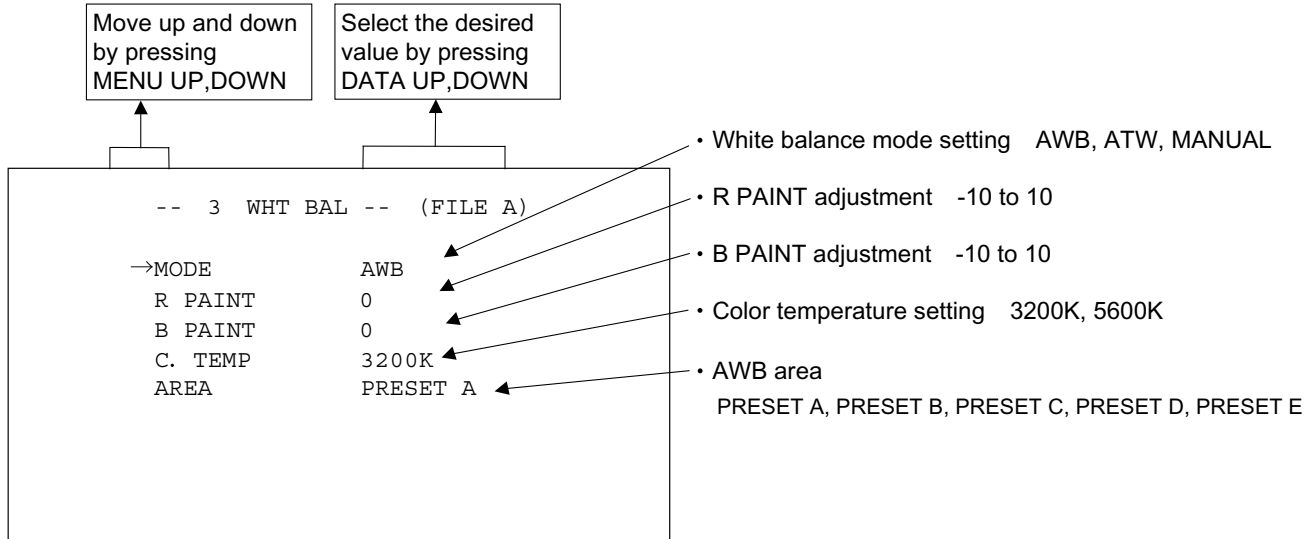 Move up and down
by pressing
MENU UP,DOWN
Select the desired
value by pressing
DATA UP,DOWN
-- 3 WHT BAL -- (FILE A)
→MODE AWB
R PAINT 0
B PAINT 0
C. TEMP 3200K
AREA PRESET A
・White balance mode setting AWB, ATW, MANUAL
・R PAINT adjustment -10 to 10
・B PAINT adjustment -10 to 10
・Color temperature setting 3200K, 5600K
・AWB area
PRESET A, PRESET B, PRESET C, PRESET D, PRESET E